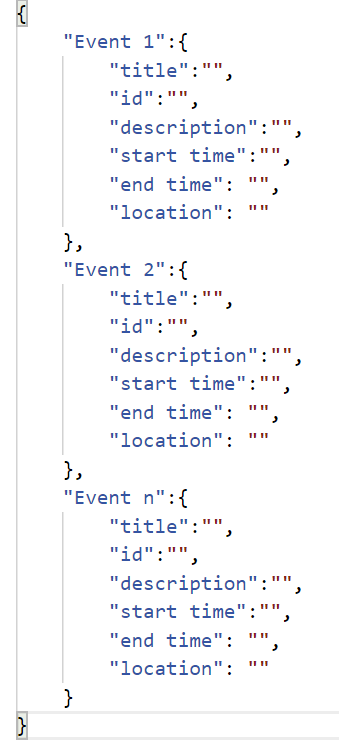 {
    "Event 1":{
        "title":"",
        "id":"",
        "description":"",
        "start time":"",
        "end time": "",
        "location": ""
    },
    "Event 2":{
        "title":"",
        "id":"",
        "description":"",
        "start time":"",
        "end time": "",
        "location": ""
    },
    "Event n":{
        "title":"",
        "id":"",
        "description":"",
        "start time":"",
        "end time": "",
        "location": ""
    }
}